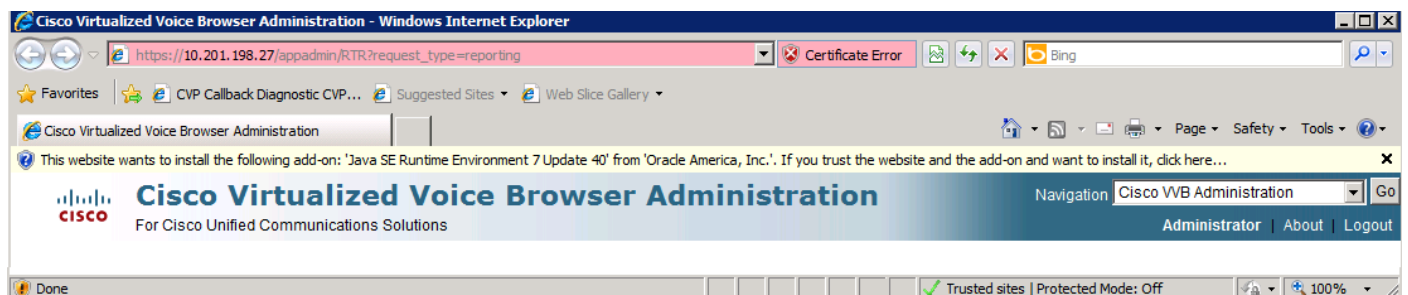 Cisco Virtualized Voice Browser Administration - Windows Internet Explorer
https://10.201.198.27/appadmin/RTR?request_type=reporting Certificate Error Bing
Favorites CVP Callback Diagnostic CVP... Suggested Sites Web Slice Gallery
Cisco Virtualized Voice Browser Administration Page Safety Tools
This website wants to install the following add-on: 'Java SE Runtime Environment 7 Update 40' from 'Oracle America, Inc.'. If you trust the website and the add-on and want to install it, click here...
CISCO Cisco Virtualized Voice Browser Administration Navigation Cisco VVB Administration Go
For Cisco Unified Communications Solutions Administrator | About | Logout
Done Trusted sites | Protected Mode: Off 100%